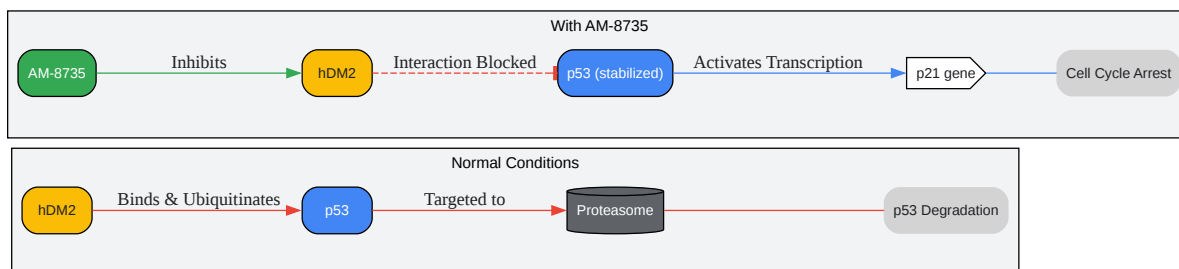 With AM-8735
AM-8735
Inhibits
hDM2
Interaction Blocked
p53 (stabilized)
Activates Transcription
p21 gene
Cell Cycle Arrest
Normal Conditions
hDM2
Binds & Ubiquitinates
p53
Targeted to
Proteasome
p53 Degradation